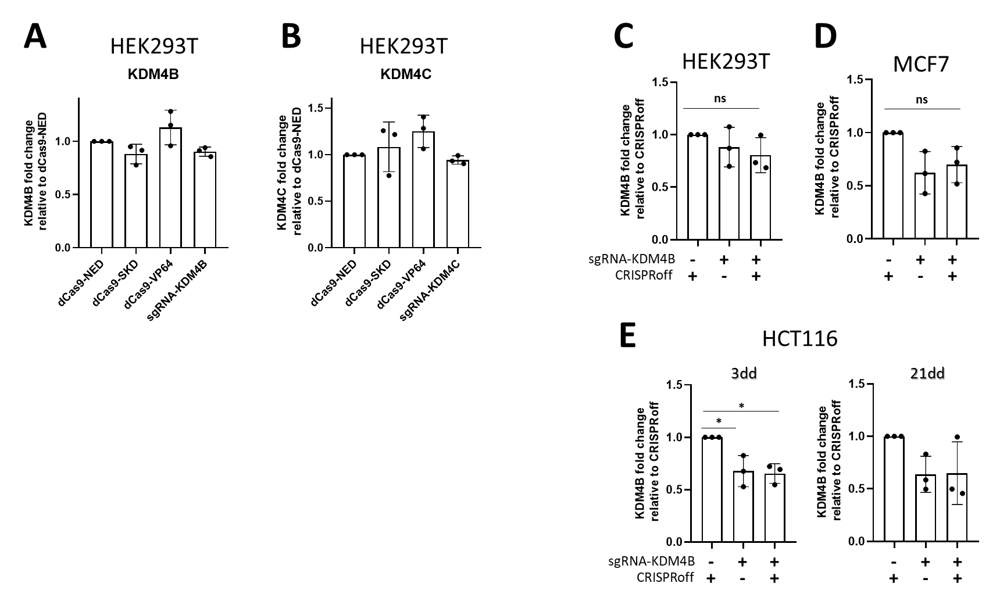 A
HEK293T
KDM4B
KDM4B fold change
relative to dCas9-NED
1.0
0.5
0.0
dCas9-NED
dCas9-SKD
dCas9-VP64
sgRNA-KDM4B
B
HEK293T
KDM4C
KDM4C fold change
relative to dCas9-NED
1.5
1.0
0.5
0.0
dCas9-NED
dCas9-SKD
dCas9-VP64
sgRNA-KDM4C
C
HEK293T
KDM4B fold change
relative to CRISPRoff
1.5
1.0
0.5
0.0
ns
sgRNA-KDM4B - + +
CRISPRoff + - +
D
MCF7
KDM4B fold change
relative to CRISPRoff
1.5
1.0
0.5
0.0
ns
- + +
+ - +
E
HCT116
3dd
KDM4B fold change
relative to CRISPRoff
1.5
1.0
0.5
0.0
*
*
sgRNA-KDM4B - + +
CRISPRoff + - +
21dd
KDM4B fold change
relative to CRISPRoff
1.5
1.0
0.5
0.0
- + +
+ - +